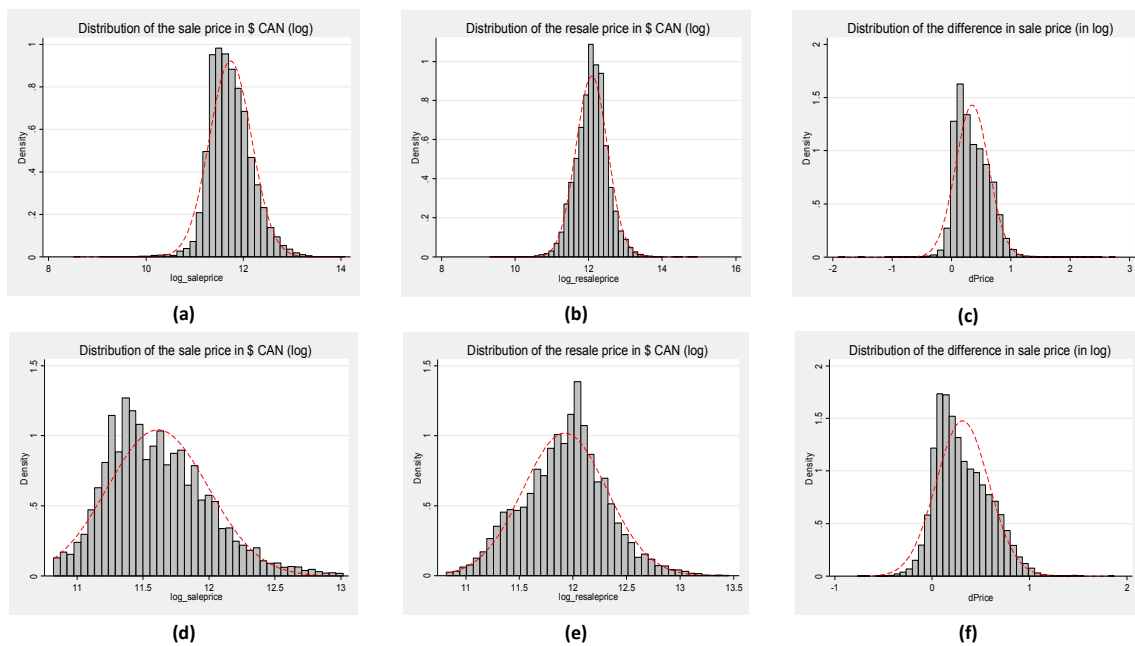 Distribution of the sale price in $ CAN (log)
Density
0 .2 .4 .6 .8 1
8 10 12 14
log_saleprice
(a)
Distribution of the resale price in $ CAN (log)
Density
0 .2 .4 .6 .8 1
8 10 12 14 16
log_resaleprice
(b)
Distribution of the difference in sale price (in log)
Density
0 .5 1 1.5 2
-2 -1 0 1 2 3
dPrice
(c)
Distribution of the sale price in $ CAN (log)
Density
0 .5 1 1.5
11 11.5 12 12.5 13
log_saleprice
(d)
Distribution of the resale price in $ CAN (log)
Density
0 .5 1 1.5
11 11.5 12 12.5 13 13.5
log_resaleprice
(e)
Distribution of the difference in sale price (in log)
Density
0 .5 1 1.5 2
-1 0 1 2
dPrice
(f)